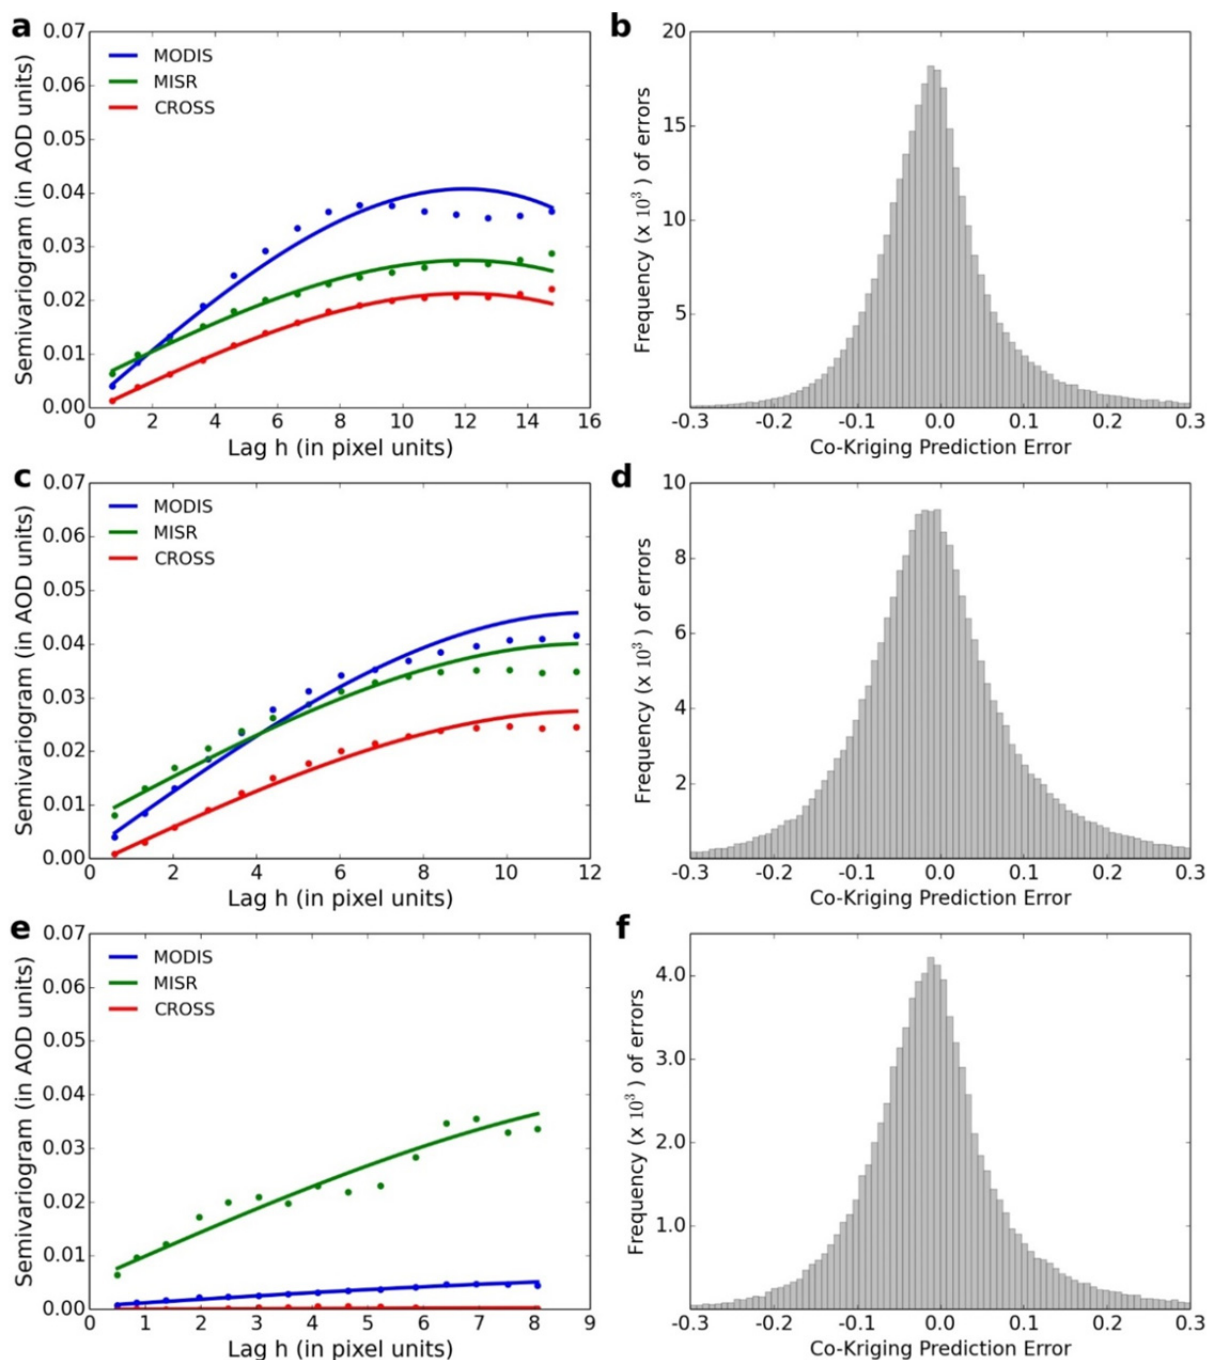 a
Semivariogram (in AOD units)
0.07
0.06
0.05
0.04
0.03
0.02
0.01
0.00
MODIS
MISR
CROSS
0 2 4 6 8 10 12 14 16
Lag h (in pixel units)
b
Frequency (x 10³ ) of errors
20
15
10
5
-0.3 -0.2 -0.1 0.0 0.1 0.2 0.3
Co-Kriging Prediction Error
c
Semivariogram (in AOD units)
0.07
0.06
0.05
0.04
0.03
0.02
0.01
0.00
MODIS
MISR
CROSS
0 2 4 6 8 10 12
Lag h (in pixel units)
d
Frequency (x 10³ ) of errors
10
8
6
4
2
-0.3 -0.2 -0.1 0.0 0.1 0.2 0.3
Co-Kriging Prediction Error
e
Semivariogram (in AOD units)
0.07
0.06
0.05
0.04
0.03
0.02
0.01
0.00
MODIS
MISR
CROSS
0 1 2 3 4 5 6 7 8 9
Lag h (in pixel units)
f
Frequency (x 10³ ) of errors
4.0
3.0
2.0
1.0
-0.3 -0.2 -0.1 0.0 0.1 0.2 0.3
Co-Kriging Prediction Error